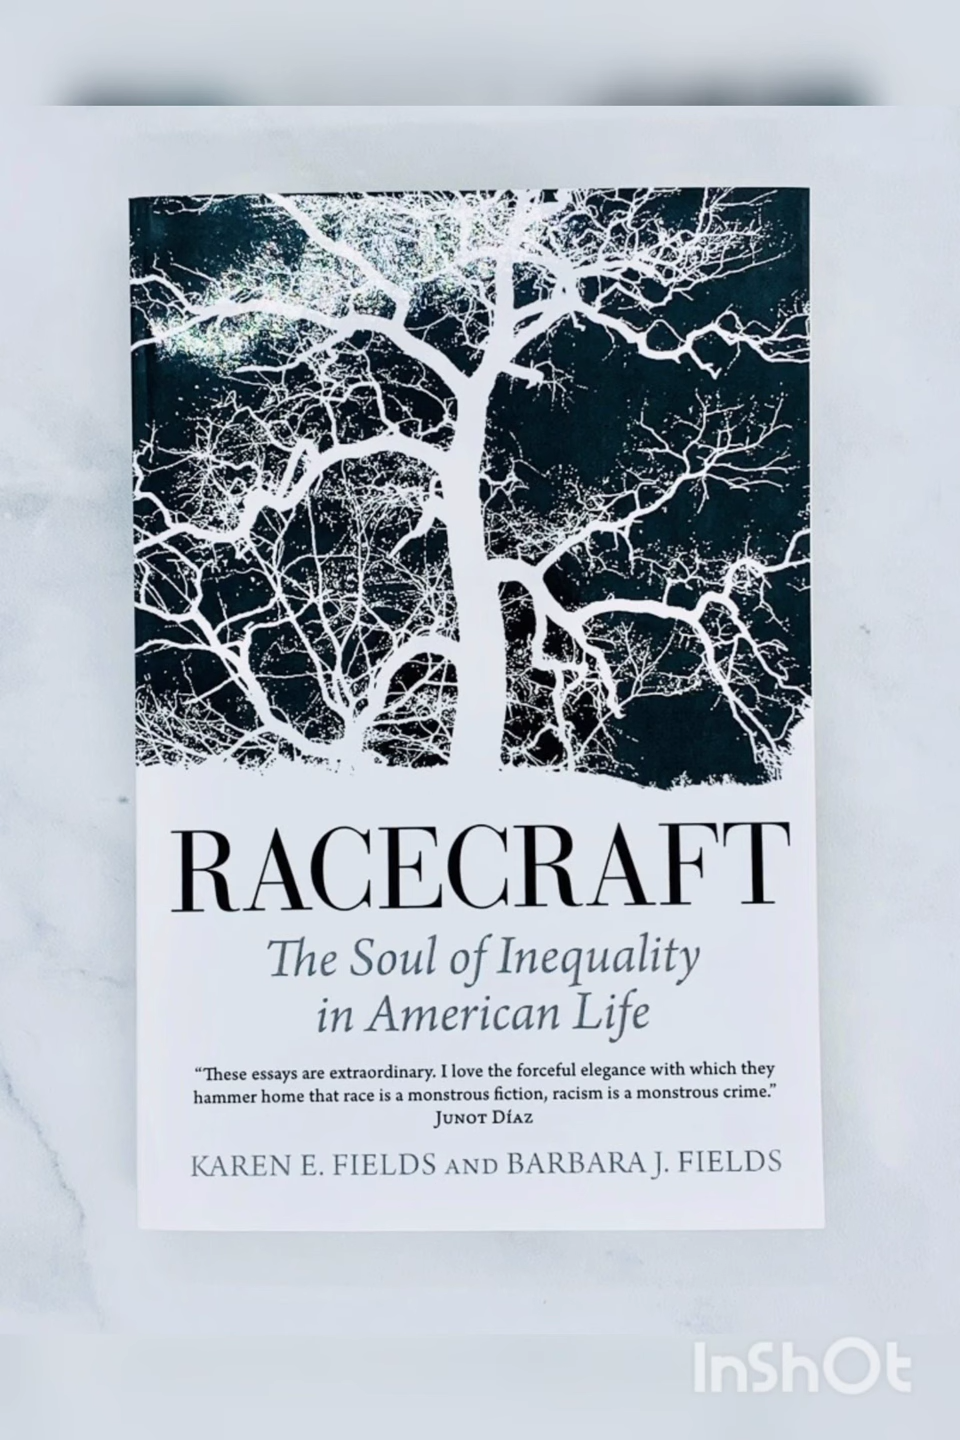 RACECRAFT
The Soul of Inequality
in American Life
“These essays are extraordinary. I love the forceful elegance with which they
hammer home that race is a monstrous fiction, racism is a monstrous crime.”
JUNOT DÍAZ
KAREN E. FIELDS AND BARBARA J. FIELDS
InShOt